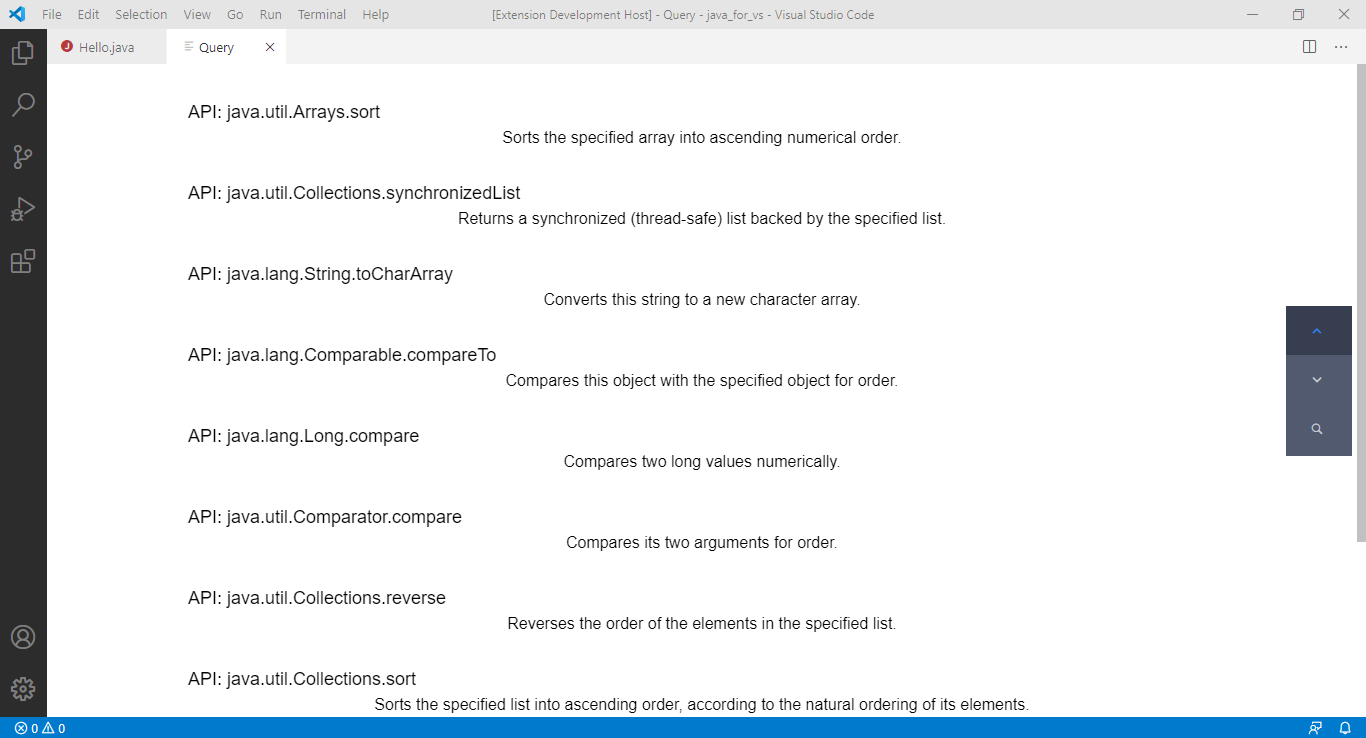 File Edit Selection View Go Run Terminal Help [Extension Development Host] - Query - java_for_vs - Visual Studio Code
J Hello.java Query
API: java.util.Arrays.sort
Sorts the specified array into ascending numerical order.
API: java.util.Collections.synchronizedList
Returns a synchronized (thread-safe) list backed by the specified list.
API: java.lang.String.toCharArray
Converts this string to a new character array.
API: java.lang.Comparable.compareTo
Compares this object with the specified object for order.
API: java.lang.Long.compare
Compares two long values numerically.
API: java.util.Comparator.compare
Compares its two arguments for order.
API: java.util.Collections.reverse
Reverses the order of the elements in the specified list.
API: java.util.Collections.sort
Sorts the specified list into ascending order, according to the natural ordering of its elements.
0 0